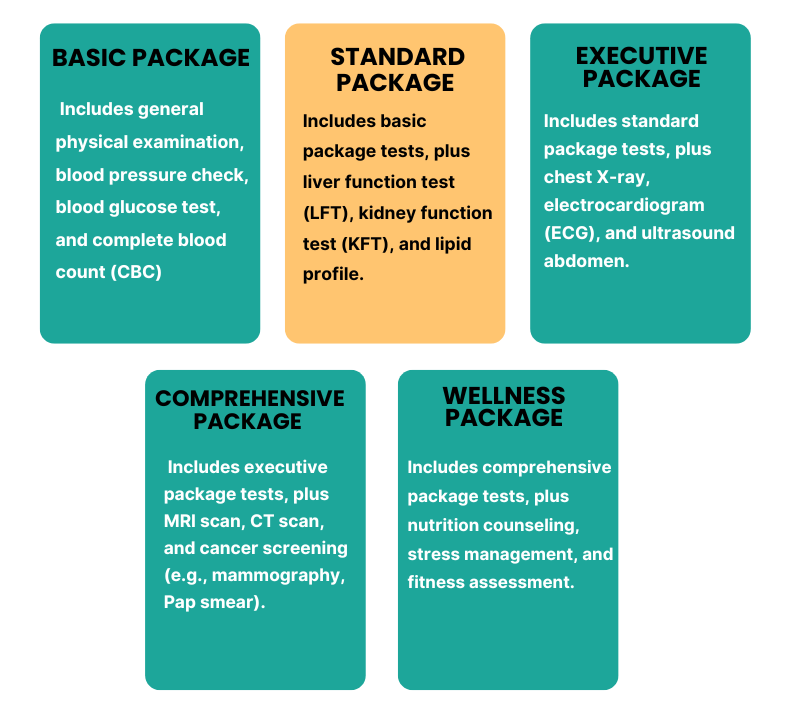 BASIC PACKAGE
Includes general
physical examination,
blood pressure check,
blood glucose test,
and complete blood
count (CBC)
STANDARD
PACKAGE
Includes basic
package tests, plus
liver function test
(LFT), kidney function
test (KFT), and lipid
profile.
EXECUTIVE
PACKAGE
Includes standard
package tests, plus
chest X-ray,
electrocardiogram
(ECG), and ultrasound
abdomen.
COMPREHENSIVE
PACKAGE
Includes executive
package tests, plus
MRI scan, CT scan,
and cancer screening
(e.g., mammography,
Pap smear).
WELLNESS
PACKAGE
Includes comprehensive
package tests, plus
nutrition counseling,
stress management, and
fitness assessment.